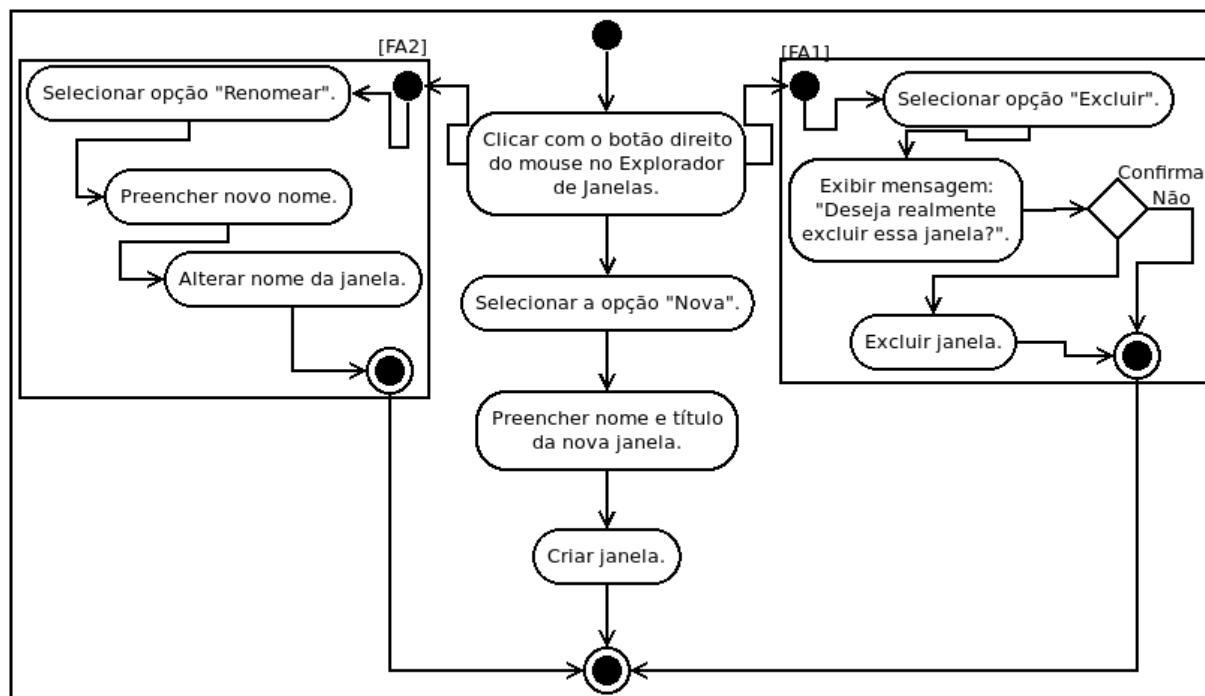 [FA2]
Selecionar opção "Renomear".
Preencher novo nome.
Alterar nome da janela.
Clicar com o botão direito
do mouse no Explorador
de Janelas.
Selecionar a opção "Nova".
Preencher nome e título
da nova janela.
Criar janela.
[FA1]
Selecionar opção "Excluir".
Exibir mensagem:
"Deseja realmente
excluir essa janela?".
Confirma
Não
Excluir janela.